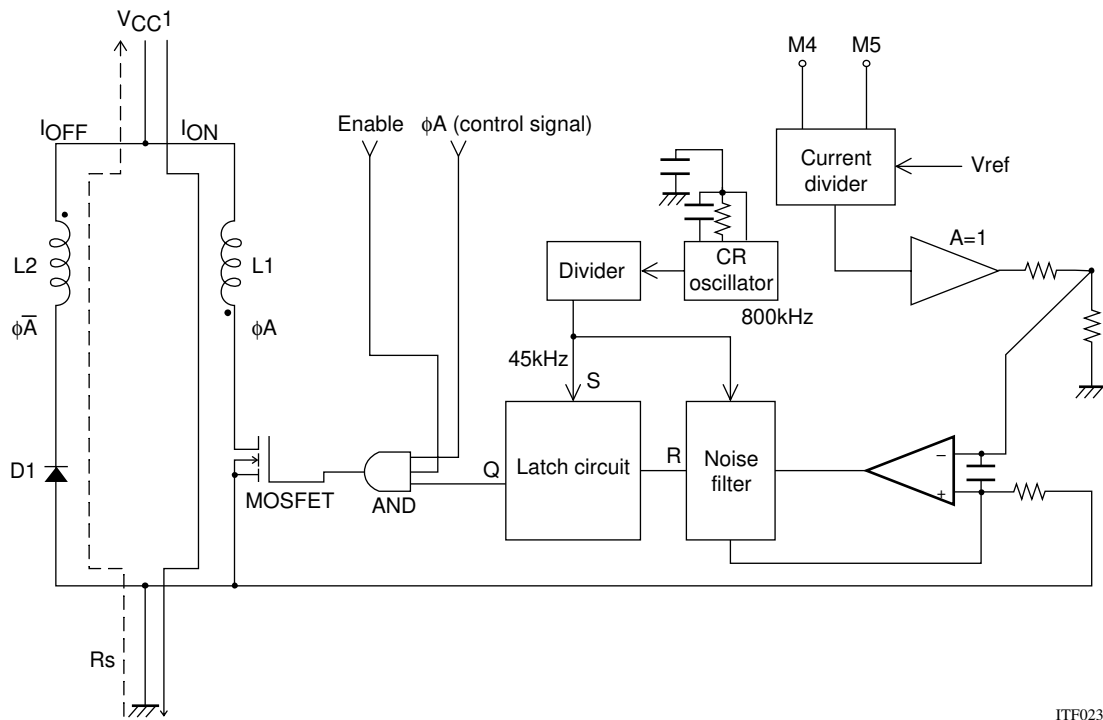 VCC1
M4 M5
IOFF ION
Enable ϕA (control signal)
Current
divider
Vref
A=1
L2 L1
Divider
CR
oscillator
800kHz
ϕA̅ ϕA
45kHz
S
D1
MOSFET
AND
Q
Latch circuit
R
Noise
filter
−
+
Rs
ITF023